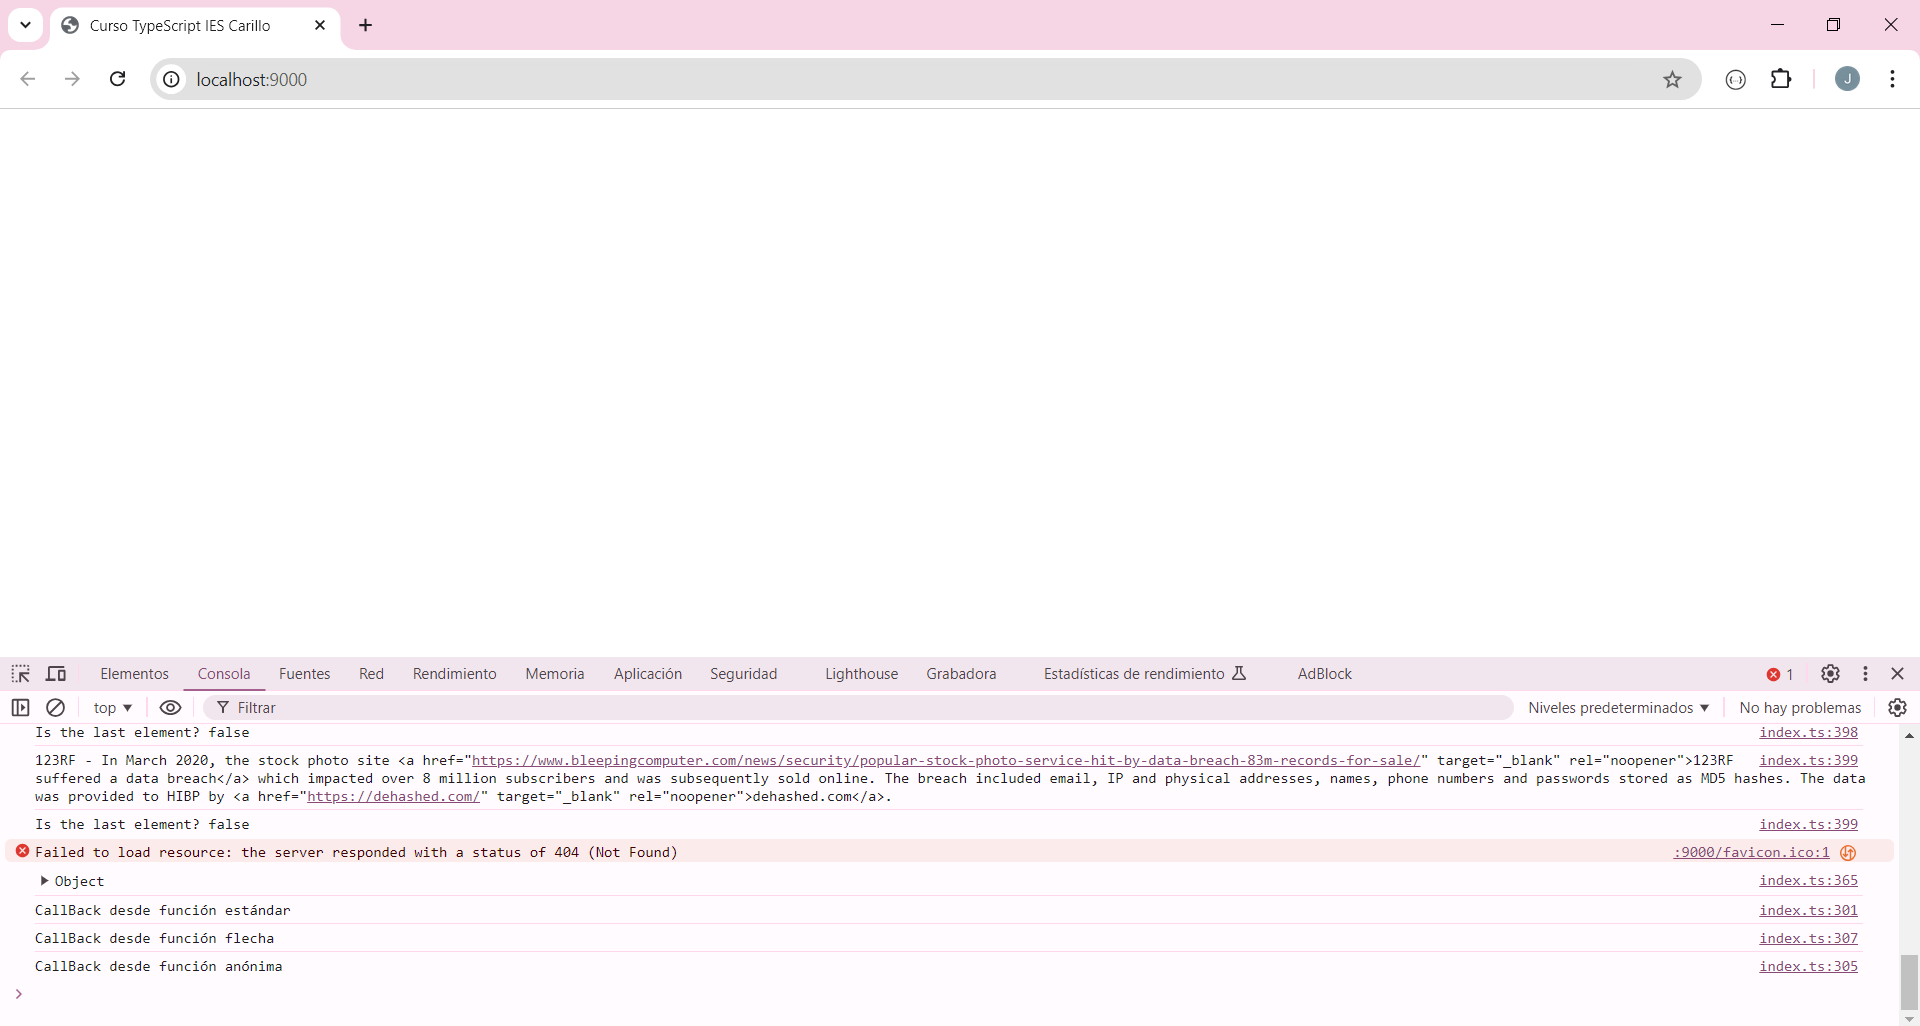 Curso TypeScript IES Carillo
localhost:9000
J
Elementos Consola Fuentes Red Rendimiento Memoria Aplicación Seguridad Lighthouse Grabadora Estadísticas de rendimiento AdBlock 1
top Filtrar Niveles predeterminados No hay problemas
Is the last element? false index.ts:398
123RF - In March 2020, the stock photo site <a href="https://www.bleepingcomputer.com/news/security/popular-stock-photo-service-hit-by-data-breach-83m-records-for-sale/" target="_blank" rel="noopener">123RF index.ts:399
suffered a data breach</a> which impacted over 8 million subscribers and was subsequently sold online. The breach included email, IP and physical addresses, names, phone numbers and passwords stored as MD5 hashes. The data
was provided to HIBP by <a href="https://dehashed.com/" target="_blank" rel="noopener">dehashed.com</a>.
Is the last element? false index.ts:399
Failed to load resource: the server responded with a status of 404 (Not Found) :9000/favicon.ico:1
Object index.ts:365
CallBack desde función estándar index.ts:301
CallBack desde función flecha index.ts:307
CallBack desde función anónima index.ts:305